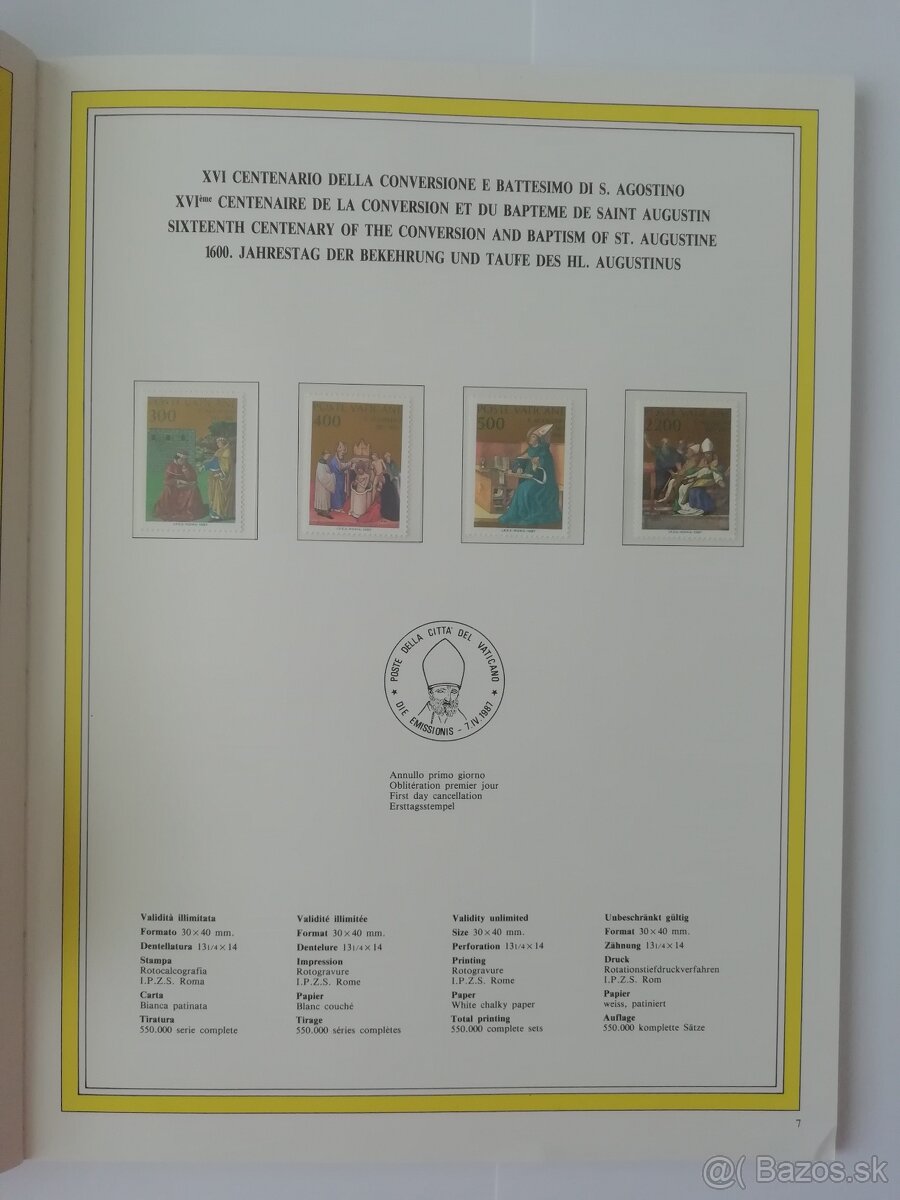 XVI CENTENARIO DELLA CONVERSIONE E BATTESIMO DI S. AGOSTINO
XVIème CENTENAIRE DE LA CONVERSION ET DU BAPTEME DE SAINT AUGUSTIN
SIXTEENTH CENTENARY OF THE CONVERSION AND BAPTISM OF ST. AUGUSTINE
1600. JAHRESTAG DER BEKEHRUNG UND TAUFE DES HL. AUGUSTINUS
300
POSTE VATICANE
400
POSTE VATICANE
500
2200
POSTE DELLA CITTA' DEL VATICANO
★ DIE EMISSIONIS - 7.IV.1987 ★
Annullo primo giorno
Oblitération premier jour
First day cancellation
Ersttagsstempel
Validità illimitata
Formato 30 × 40 mm.
Dentellatura 13 1/4 × 14
Stampa
Rotocalcografia
I.P.Z.S. Roma
Carta
Bianca patinata
Tiratura
550.000 serie complete
Validité illimitée
Format 30 × 40 mm.
Dentelure 13 1/4 × 14
Impression
Rotogravure
I.P.Z.S. Rome
Papier
Blanc couché
Tirage
550.000 séries complètes
Validity unlimited
Size 30 × 40 mm.
Perforation 13 1/4 × 14
Printing
Rotogravure
I.P.Z.S. Rome
Paper
White chalky paper
Total printing
550.000 complete sets
Unbeschränkt gültig
Format 30 × 40 mm.
Zähnung 13 1/4 × 14
Druck
Rotationstiefdruckverfahren
I.P.Z.S. Rom
Papier
weiss, patiniert
Auflage
550.000 komplette Sätze
7
@( Bazos.sk